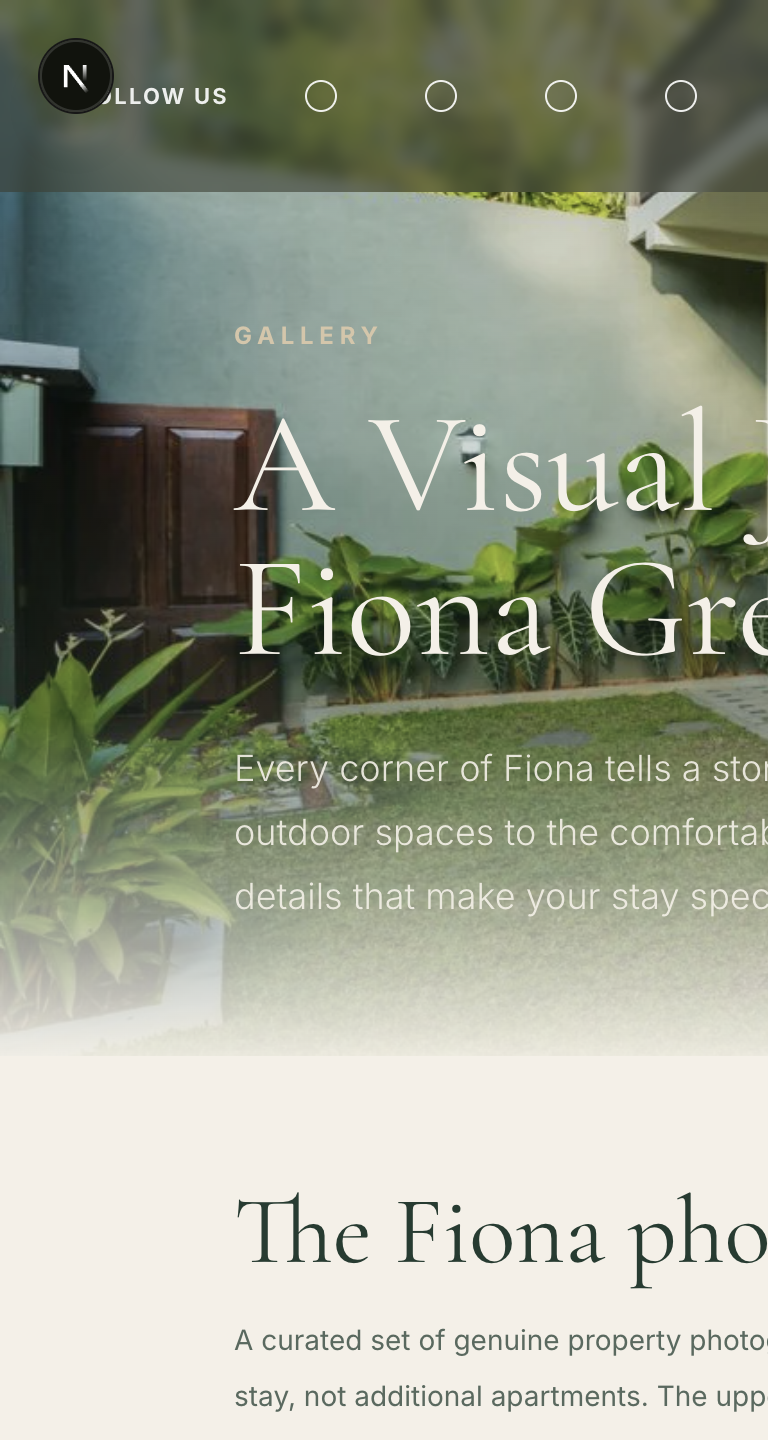 N
LLOW US
GALLERY
A Visual J
Fiona Gre
Every corner of Fiona tells a stor
outdoor spaces to the comfortab
details that make your stay spec
The Fiona pho
A curated set of genuine property photo
stay, not additional apartments. The upp